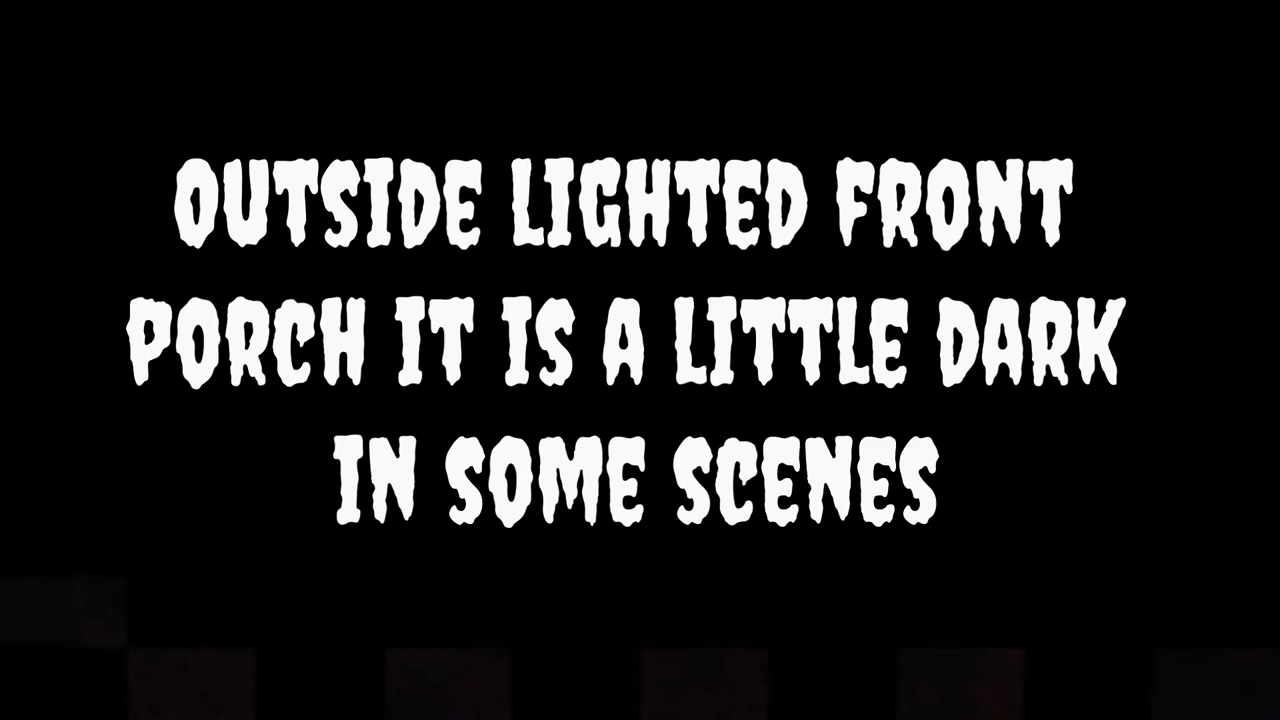 OUTSIDE LIGHTED FRONT
PORCH IT IS A LITTLE DARK
IN SOME SCENES